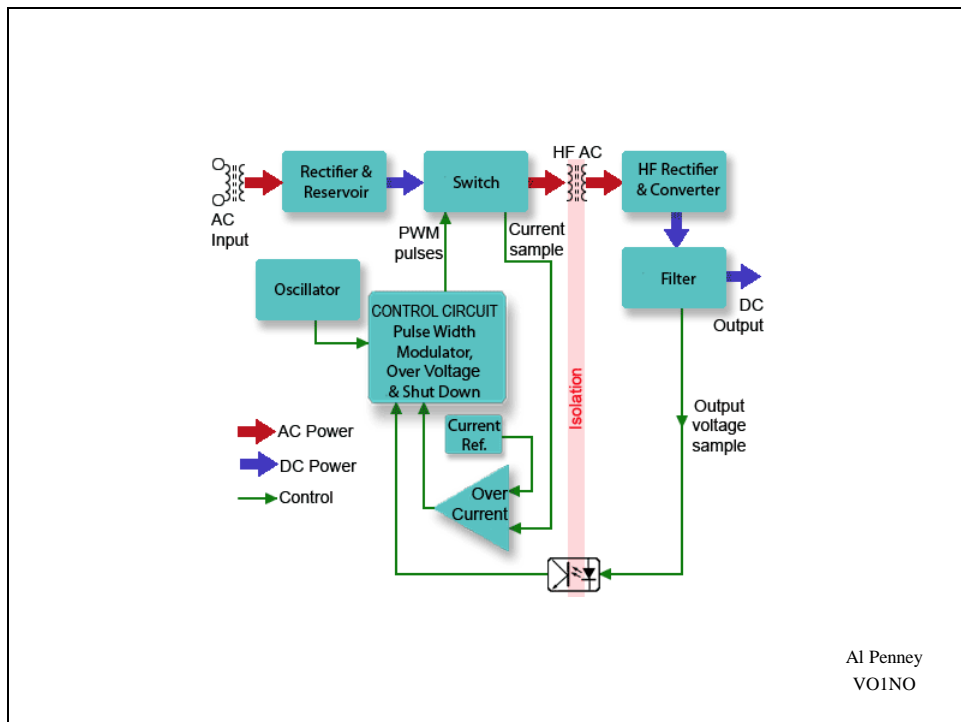 HF AC
Rectifier &
Reservoir
Switch
HF Rectifier
& Converter
AC
Input
PWM
pulses
Current
sample
Oscillator
Filter
DC
Output
CONTROL CIRCUIT
Pulse Width
Modulator,
Over Voltage
& Shut Down
Isolation
Output
voltage
sample
Current
Ref.
AC Power
DC Power
Control
Over
Current
Al Penney
VO1NO